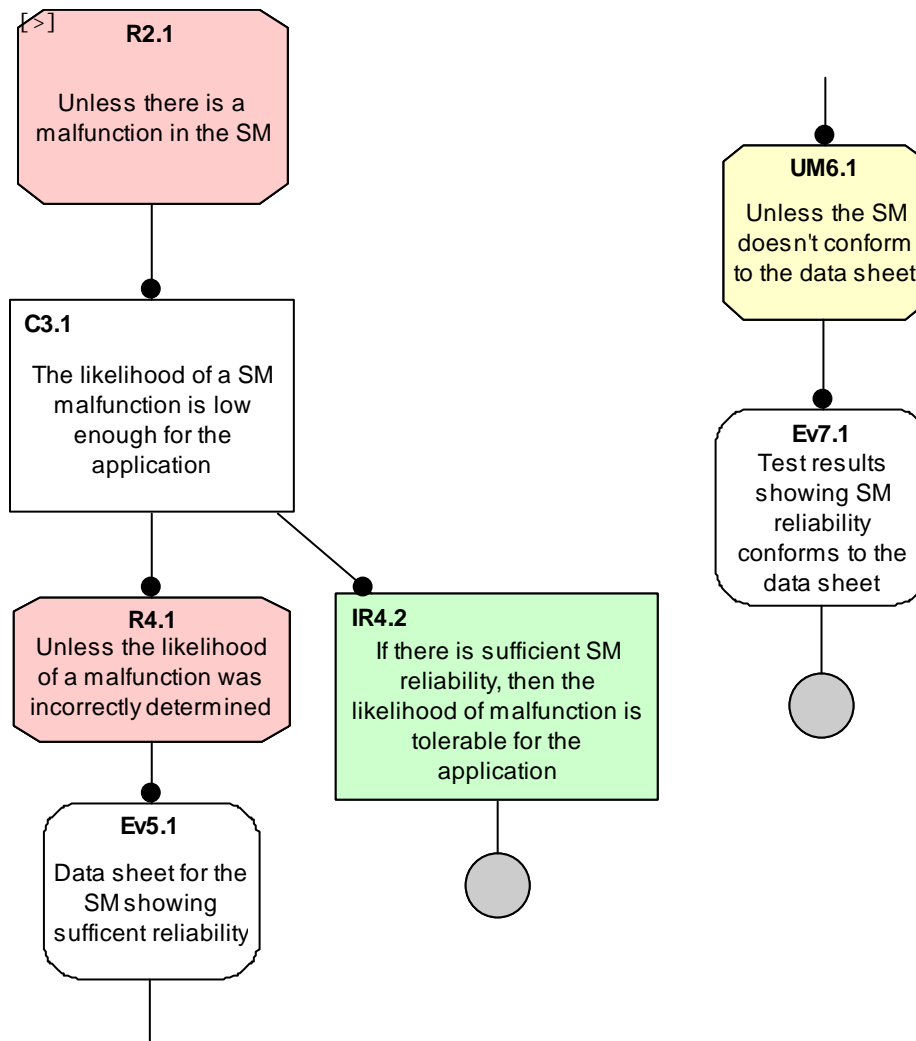 [>]
R2.1
Unless there is a
malfunction in the SM
C3.1
The likelihood of a SM
malfunction is low
enough for the
application
R4.1
Unless the likelihood
of a malfunction was
incorrectly determined
IR4.2
If there is sufficient SM
reliability, then the
likelihood of malfunction is
tolerable for the
application
Ev5.1
Data sheet for the
SM showing
sufficent reliability
UM6.1
Unless the SM
doesn't conform
to the data sheet
Ev7.1
Test results
showing SM
reliability
conforms to the
data sheet